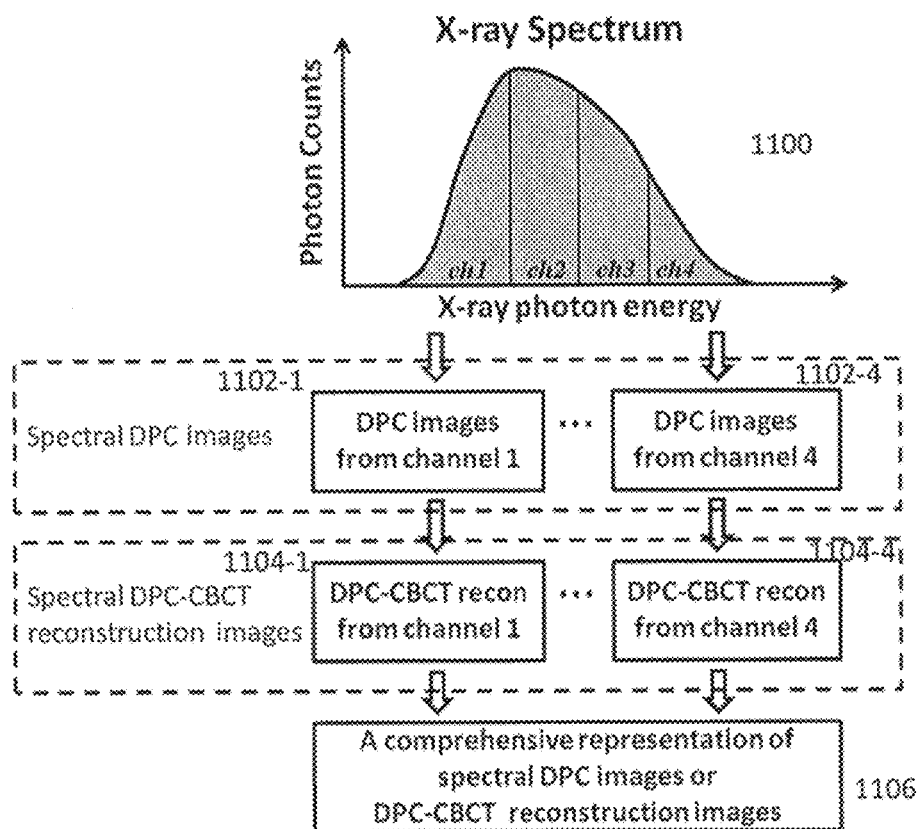 X-ray Spectrum
Photon Counts
1100
ch1 ch2 ch3 ch4
X-ray photon energy
1102-1
1102-4
Spectral DPC images
DPC images
from channel 1
...
DPC images
from channel 4
1104-1
1104-4
Spectral DPC-CBCT
reconstruction images
DPC-CBCT recon
from channel 1
...
DPC-CBCT recon
from channel 4
A comprehensive representation of
spectral DPC images or
DPC-CBCT reconstruction images
1106